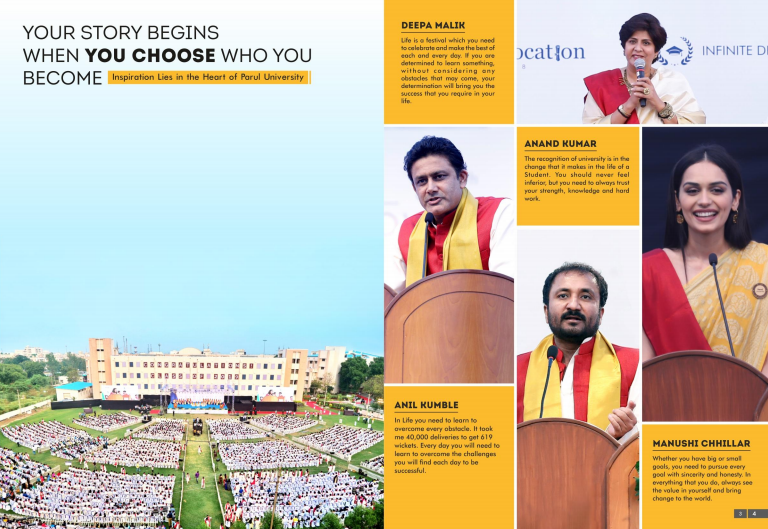 YOUR STORY BEGINS
WHEN YOU CHOOSE WHO YOU
BECOME Inspiration Lies in the Heart of Parul University
DEEPA MALIK
Life is a festival which you need
to celebrate and make the best of
each and every day. If you are
determined to learn something,
without considering any
obstacles that may come, your
determination will bring you the
success that you require in your
life.
ocation
INFINITE DI
ANAND KUMAR
The recognition of university is in the
change that it makes in the life of a
Student. You should never feel
inferior, but you need to always trust
your strength, knowledge and hard
work.
CONGRATULATIONS
CLASS OF
ANIL KUMBLE
In Life you need to learn to
overcome every obstacle. It took
me 40,000 deliveries to get 619
wickets. Every day you will need to
learn to overcome the challenges
you will find each day to be
successful.
MANUSHI CHHILLAR
Whether you have big or small
goals, you need to pursue every
goal with sincerity and honesty. In
everything that you do, always see
the value in yourself and bring
change to the world.
3 4